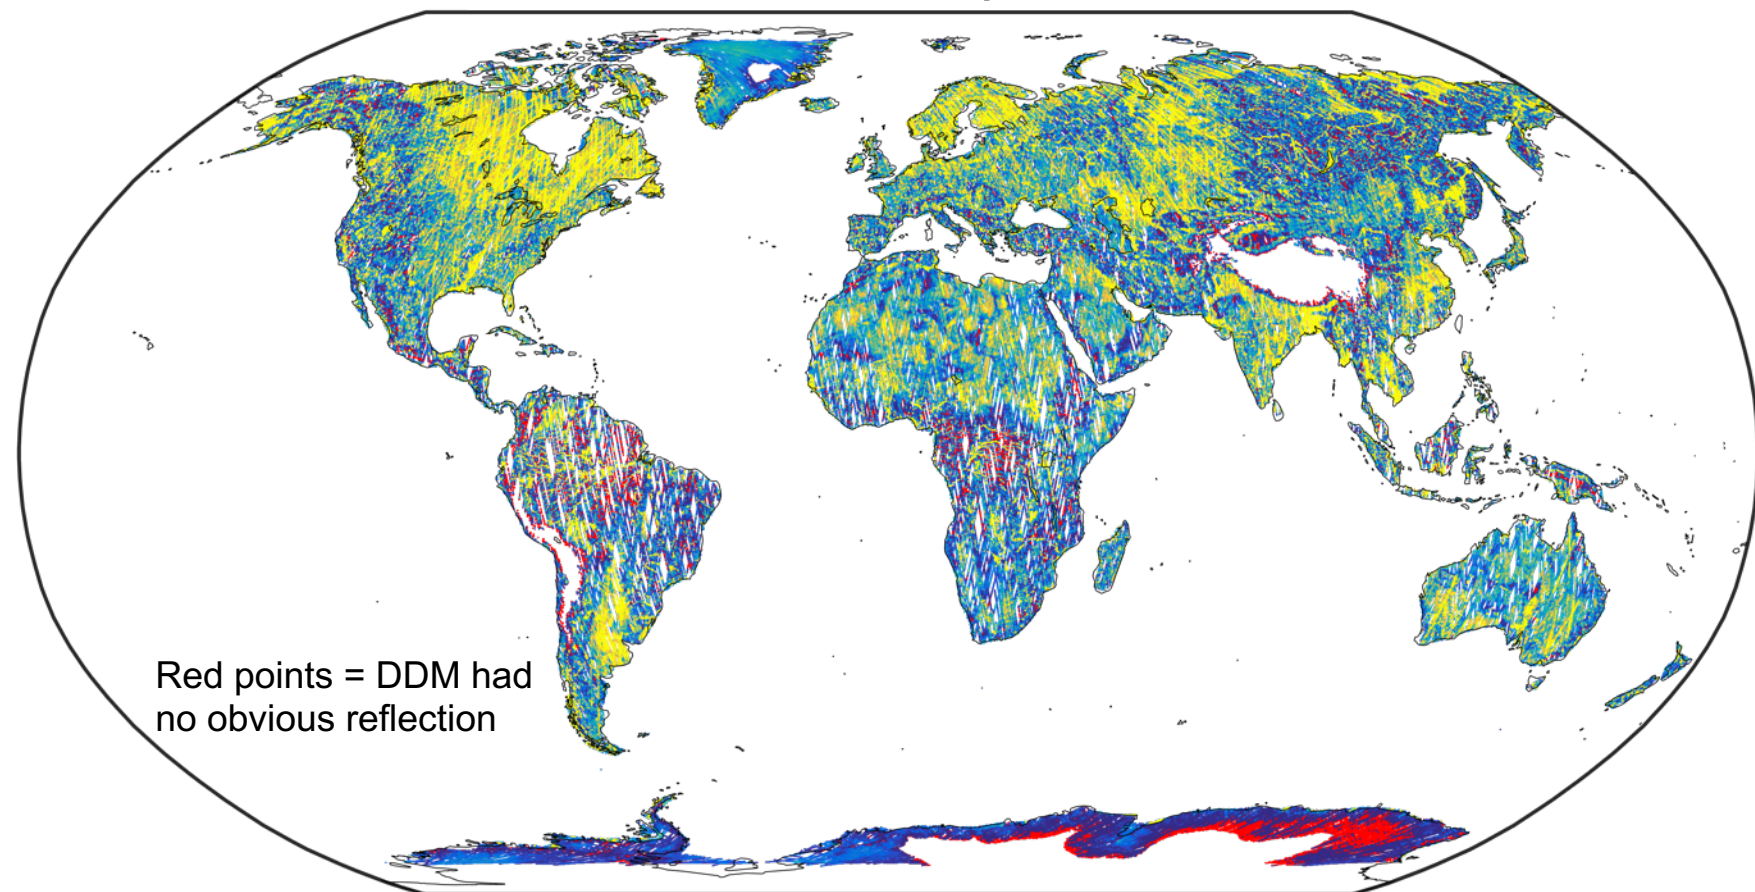 Red points = DDM had
no obvious reflection